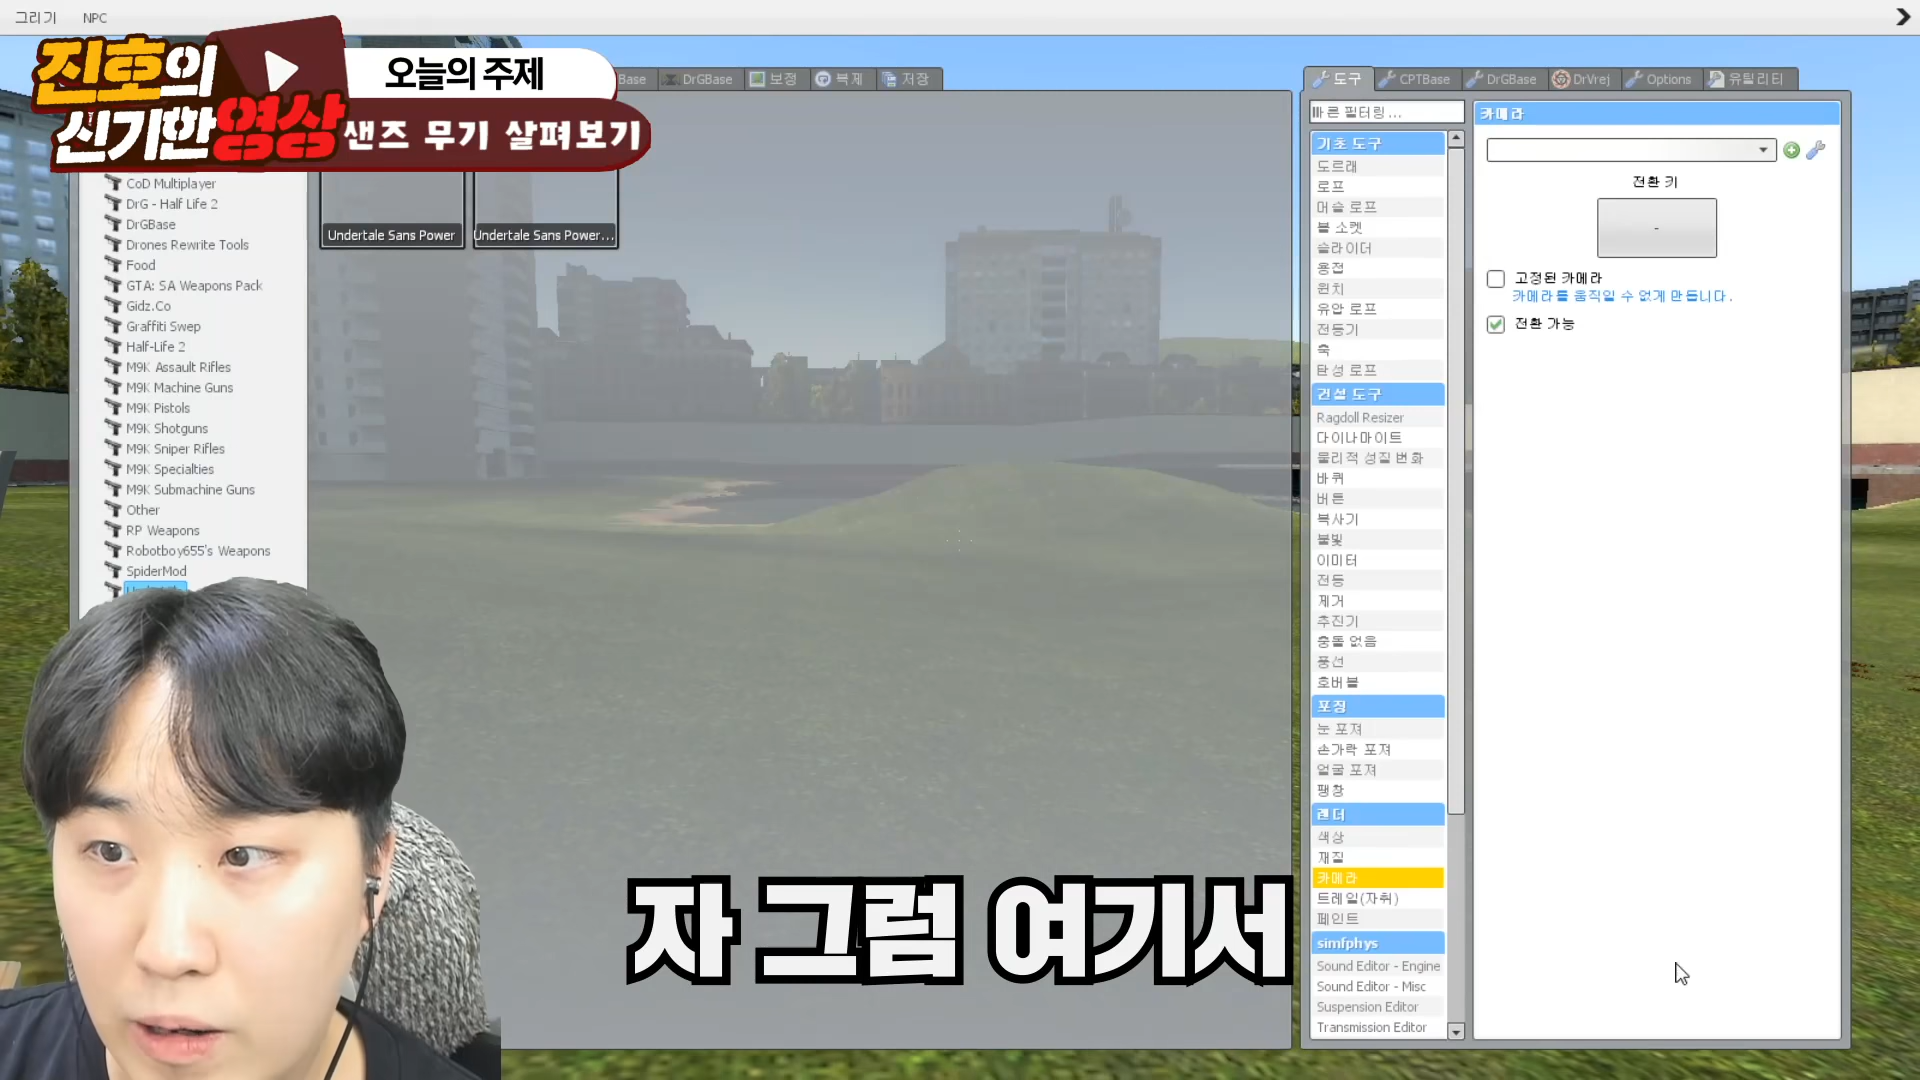 그리기 NPC
진호의
신기한영상
오늘의 주제
샌즈 무기 살펴보기
Base DrGBase 보정 복제 저장
CoD Multiplayer
DrG - Half Life 2
DrGBase
Drones Rewrite Tools
Food
GTA: SA Weapons Pack
Gidz.Co
Graffiti Swep
Half-Life 2
M9K Assault Rifles
M9K Machine Guns
M9K Pistols
M9K Shotguns
M9K Sniper Rifles
M9K Specialties
M9K Submachine Guns
Other
RP Weapons
Robotboy655's Weapons
SpiderMod
Undertale Sans Power
Undertale Sans Power...
도구 CPTBase DrGBase DrVrej Options 유틸리티
빠른 필터링...
기초 도구
도르래
로프
머슬 로프
볼 소켓
슬라이더
용접
윈치
유압 로프
전동기
축
탄성 로프
건설 도구
Ragdoll Resizer
다이나마이트
물리적 성질 변화
바퀴
버튼
복사기
불빛
이미터
전등
제거
추진기
충돌 없음
풍선
호버볼
포징
눈 포져
손가락 포져
얼굴 포져
팽창
렌더
색상
재질
카메라
트레일(자취)
페인트
simfphys
Sound Editor - Engine
Sound Editor - Misc
Suspension Editor
Transmission Editor
카메라
전환 키
-
고정된 카메라
카메라를 움직일 수 없게 만듭니다.
전환 가능
자 그럼 여기서